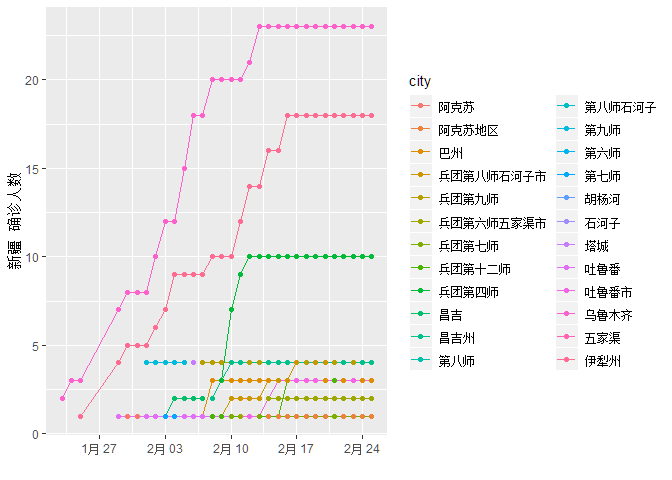 新疆 确诊人数
20
15
10
5
0
1月 27
2月 03
2月 10
2月 17
2月 24
city
阿克苏
阿克苏地区
巴州
兵团第八师石河子市
兵团第九师
兵团第六师五家渠市
兵团第七师
兵团第十二师
兵团第四师
昌吉
昌吉州
第八师
第八师石河子
第九师
第六师
第七师
胡杨河
石河子
塔城
吐鲁番
吐鲁番市
乌鲁木齐
五家渠
伊犁州